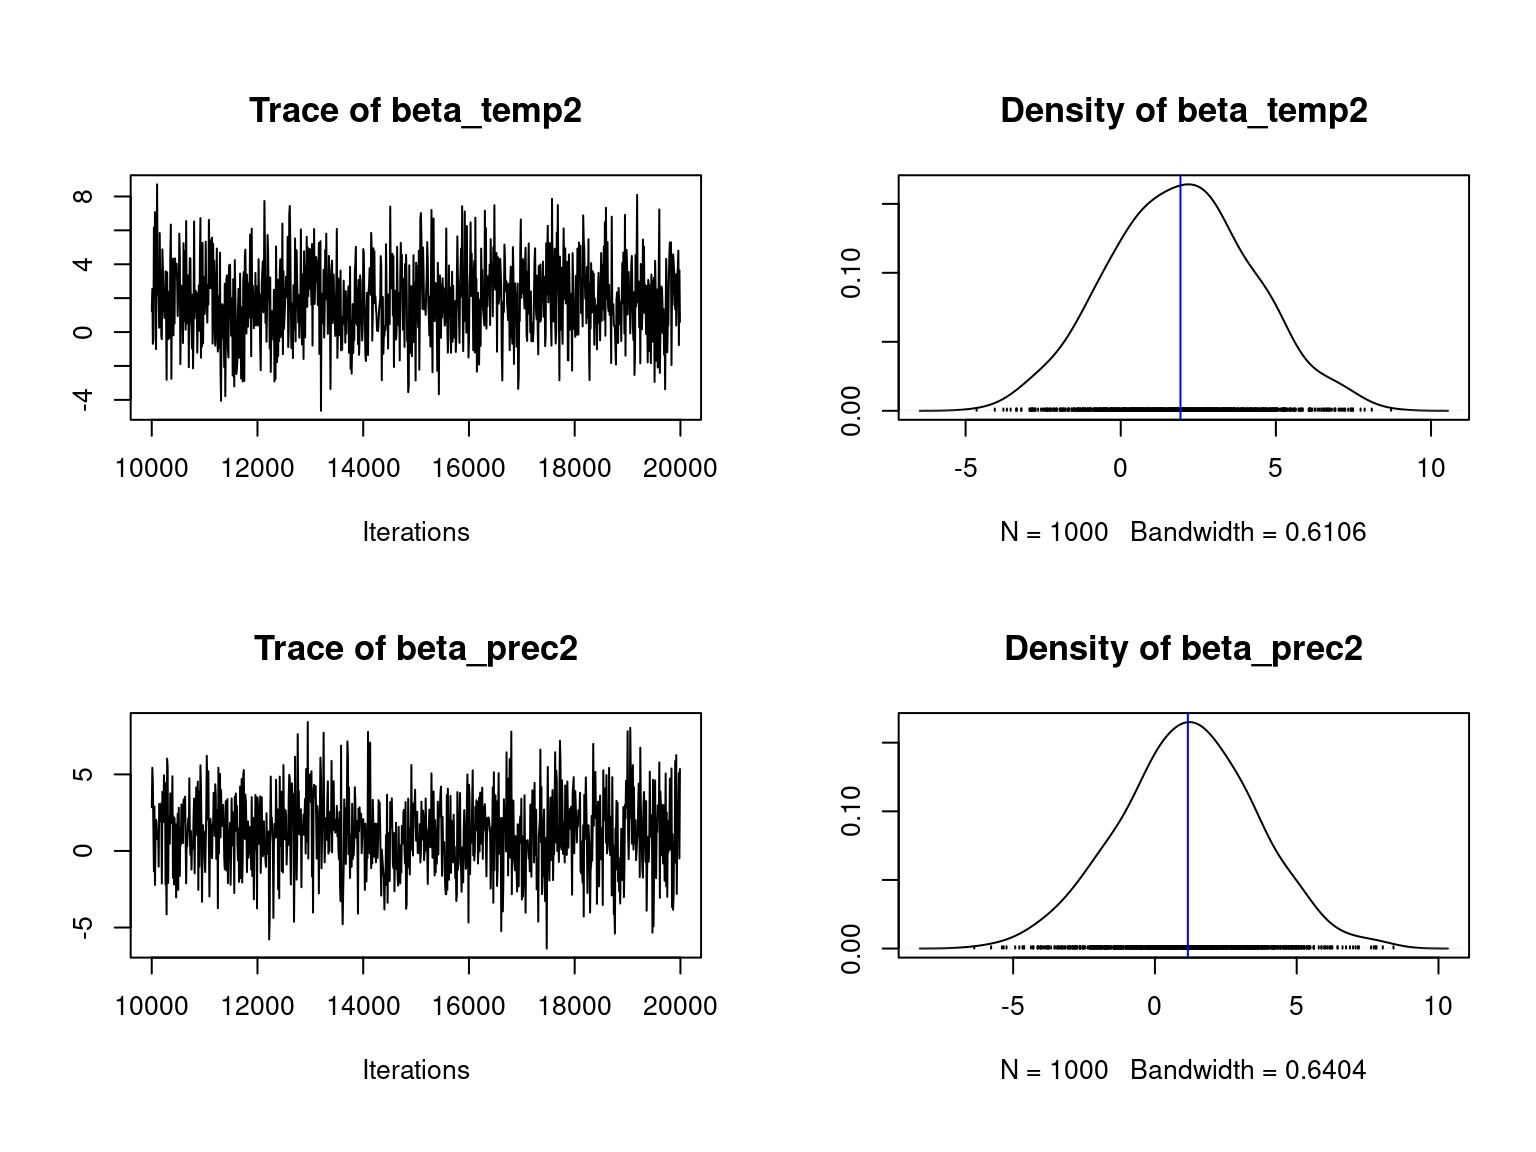 Trace of beta_temp2
8
4
0
-4
10000 12000 14000 16000 18000 20000
Iterations
Density of beta_temp2
0.10
0.00
-5 0 5 10
N = 1000 Bandwidth = 0.6106
Trace of beta_prec2
5
0
-5
10000 12000 14000 16000 18000 20000
Iterations
Density of beta_prec2
0.10
0.00
-5 0 5 10
N = 1000 Bandwidth = 0.6404